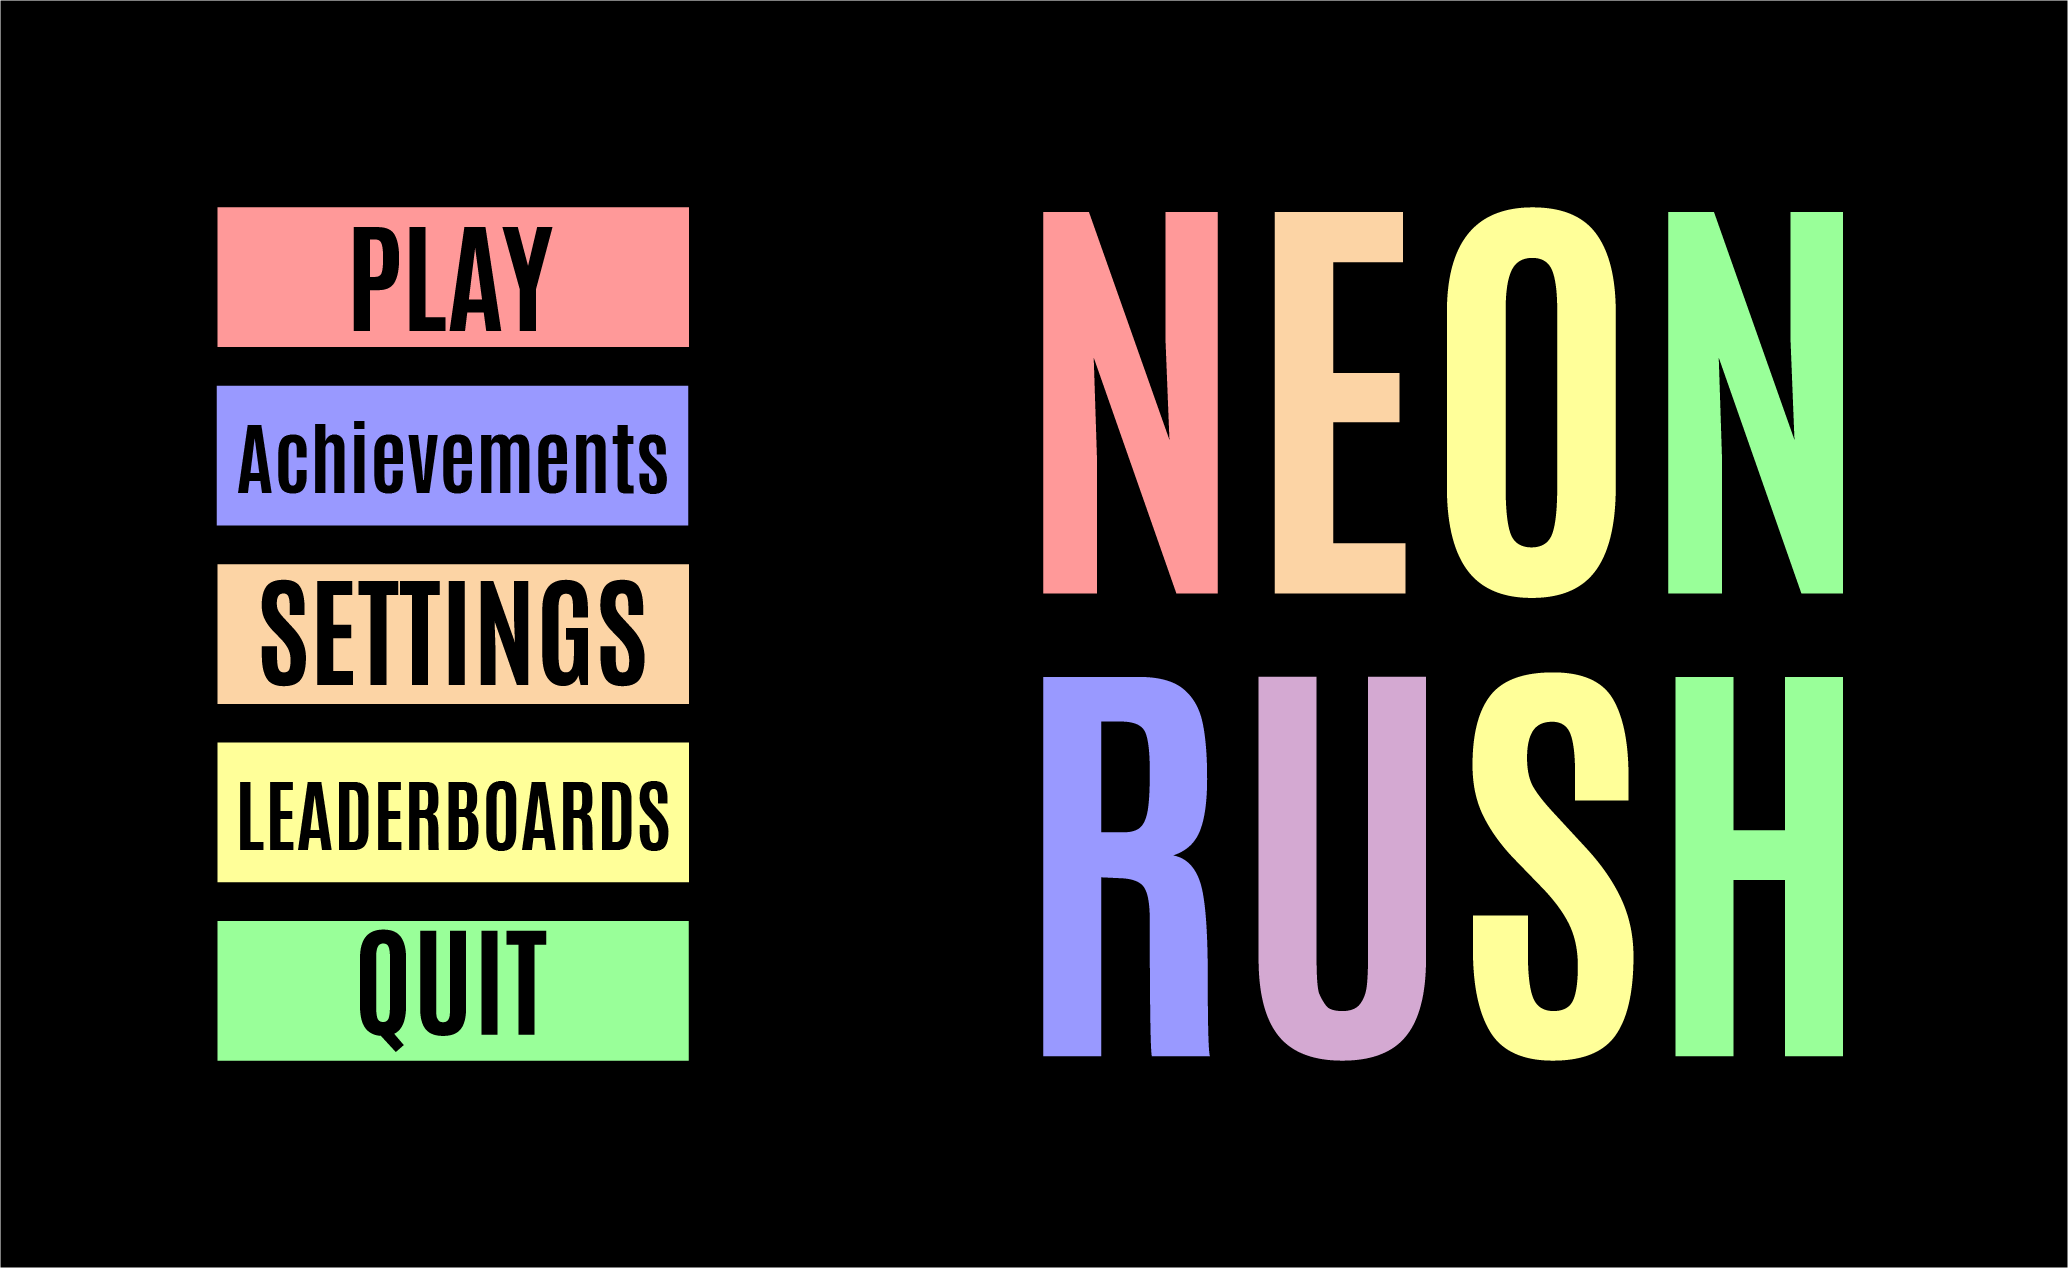 PLAY
Achievements
SETTINGS
LEADERBOARDS
QUIT
NEON
RUSH